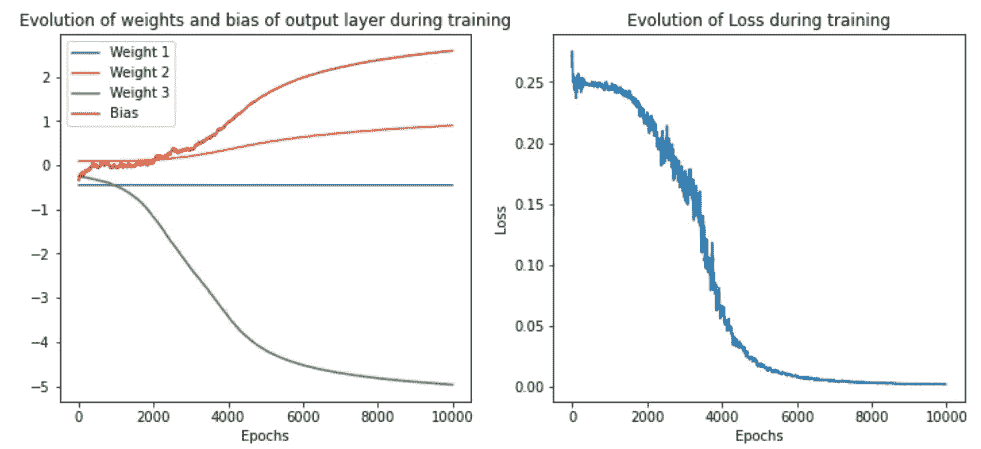 Evolution of weights and bias of output layer during training
Weight 1
Weight 2
Weight 3
Bias
2
1
0
−1
−2
−3
−4
−5
0 2000 4000 6000 8000 10000
Epochs
Evolution of Loss during training
Loss
0.25
0.20
0.15
0.10
0.05
0.00
0 2000 4000 6000 8000 10000
Epochs